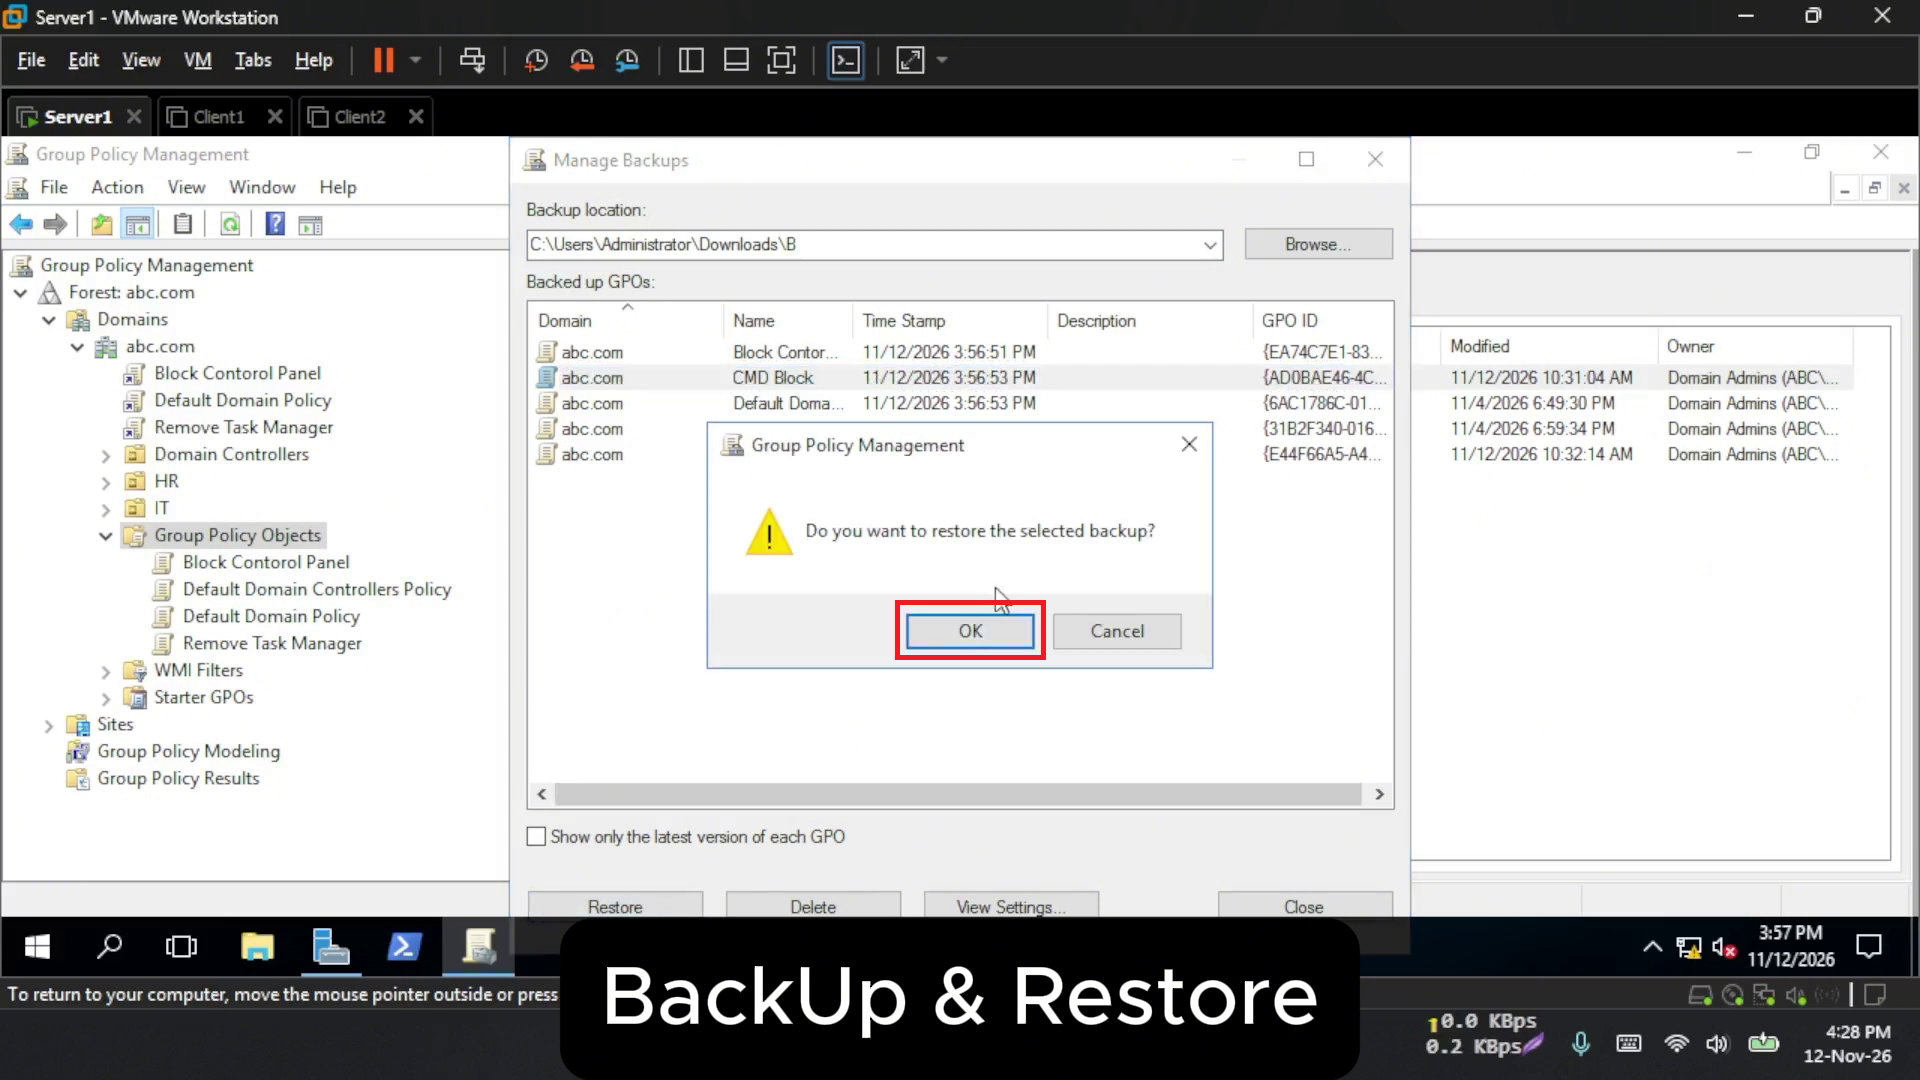 Server1 - VMware Workstation
File Edit View VM Tabs Help
Server1 Client1 Client2
Group Policy Management
File Action View Window Help
Group Policy Management
Forest: abc.com
Domains
abc.com
Block Contorol Panel
Default Domain Policy
Remove Task Manager
Domain Controllers
HR
IT
Group Policy Objects
Block Contorol Panel
Default Domain Controllers Policy
Default Domain Policy
Remove Task Manager
WMI Filters
Starter GPOs
Sites
Group Policy Modeling
Group Policy Results
Manage Backups
Backup location:
C:\Users\Administrator\Downloads\B
Browse...
Backed up GPOs:
Domain Name Time Stamp Description GPO ID
abc.com Block Contor... 11/12/2026 3:56:51 PM {EA74C7E1-83...
abc.com CMD Block 11/12/2026 3:56:53 PM {AD0BAE46-4C...
abc.com Default Doma... 11/12/2026 3:56:53 PM {6AC1786C-01...
abc.com {31B2F340-016...
abc.com {E44F66A5-A4...
Group Policy Management
Do you want to restore the selected backup?
OK Cancel
Show only the latest version of each GPO
Restore Delete View Settings... Close
Modified Owner
11/12/2026 10:31:04 AM Domain Admins (ABC\...
11/4/2026 6:49:30 PM Domain Admins (ABC\...
11/4/2026 6:59:34 PM Domain Admins (ABC\...
11/12/2026 10:32:14 AM Domain Admins (ABC\...
3:57 PM
11/12/2026
To return to your computer, move the mouse pointer outside or press
BackUp & Restore
0.0 KBps
0.2 KBps
4:28 PM
12-Nov-26